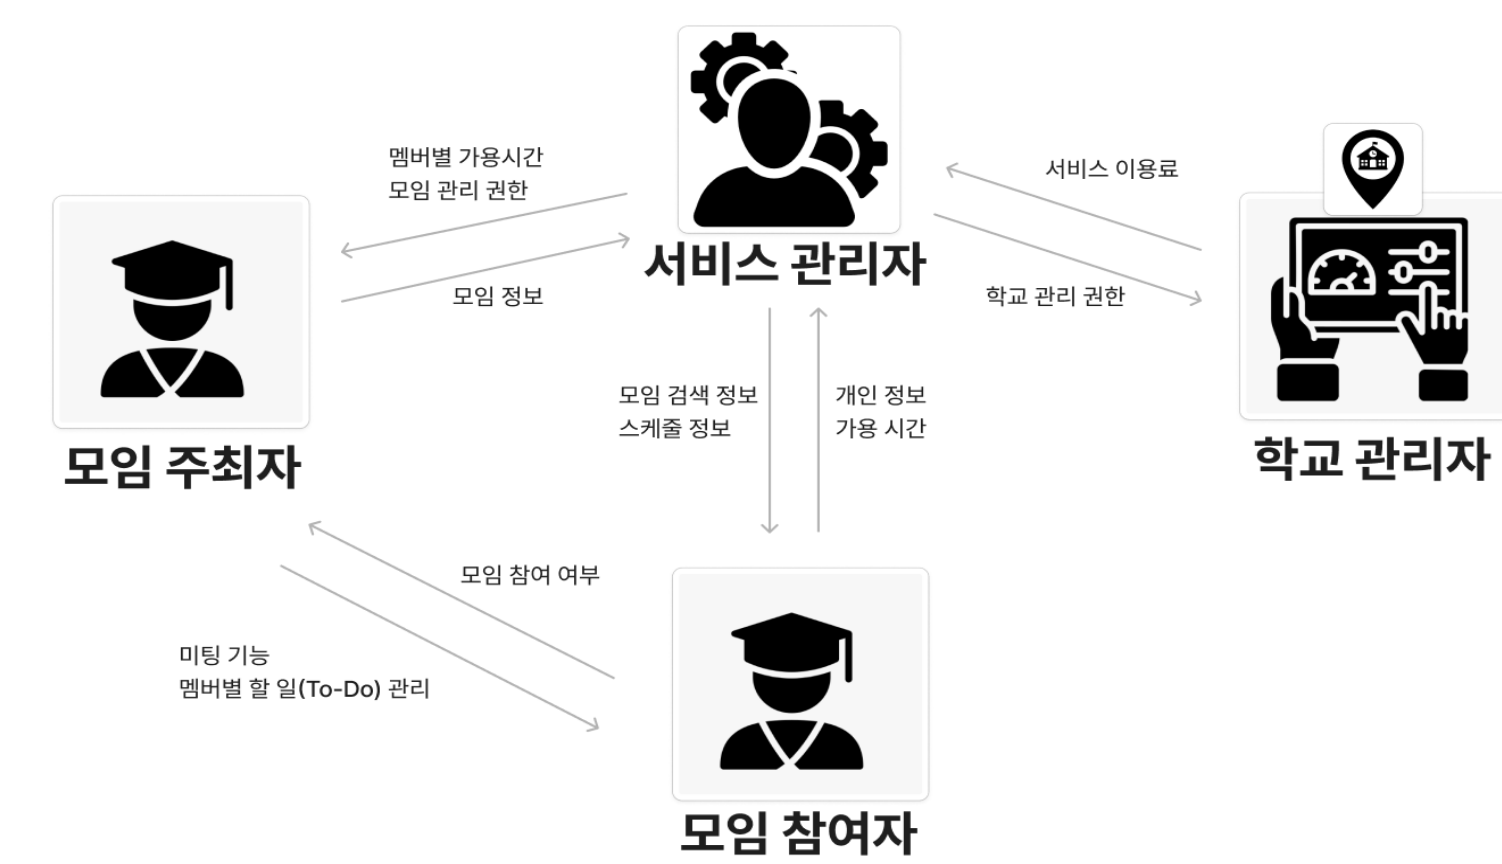 멤버별 가용시간
모임 관리 권한
서비스 이용료
서비스 관리자
모임 정보
학교 관리 권한
모임 검색 정보
스케줄 정보
개인 정보
가용 시간
모임 주최자
학교 관리자
모임 참여 여부
미팅 기능
멤버별 할 일(To-Do) 관리
모임 참여자